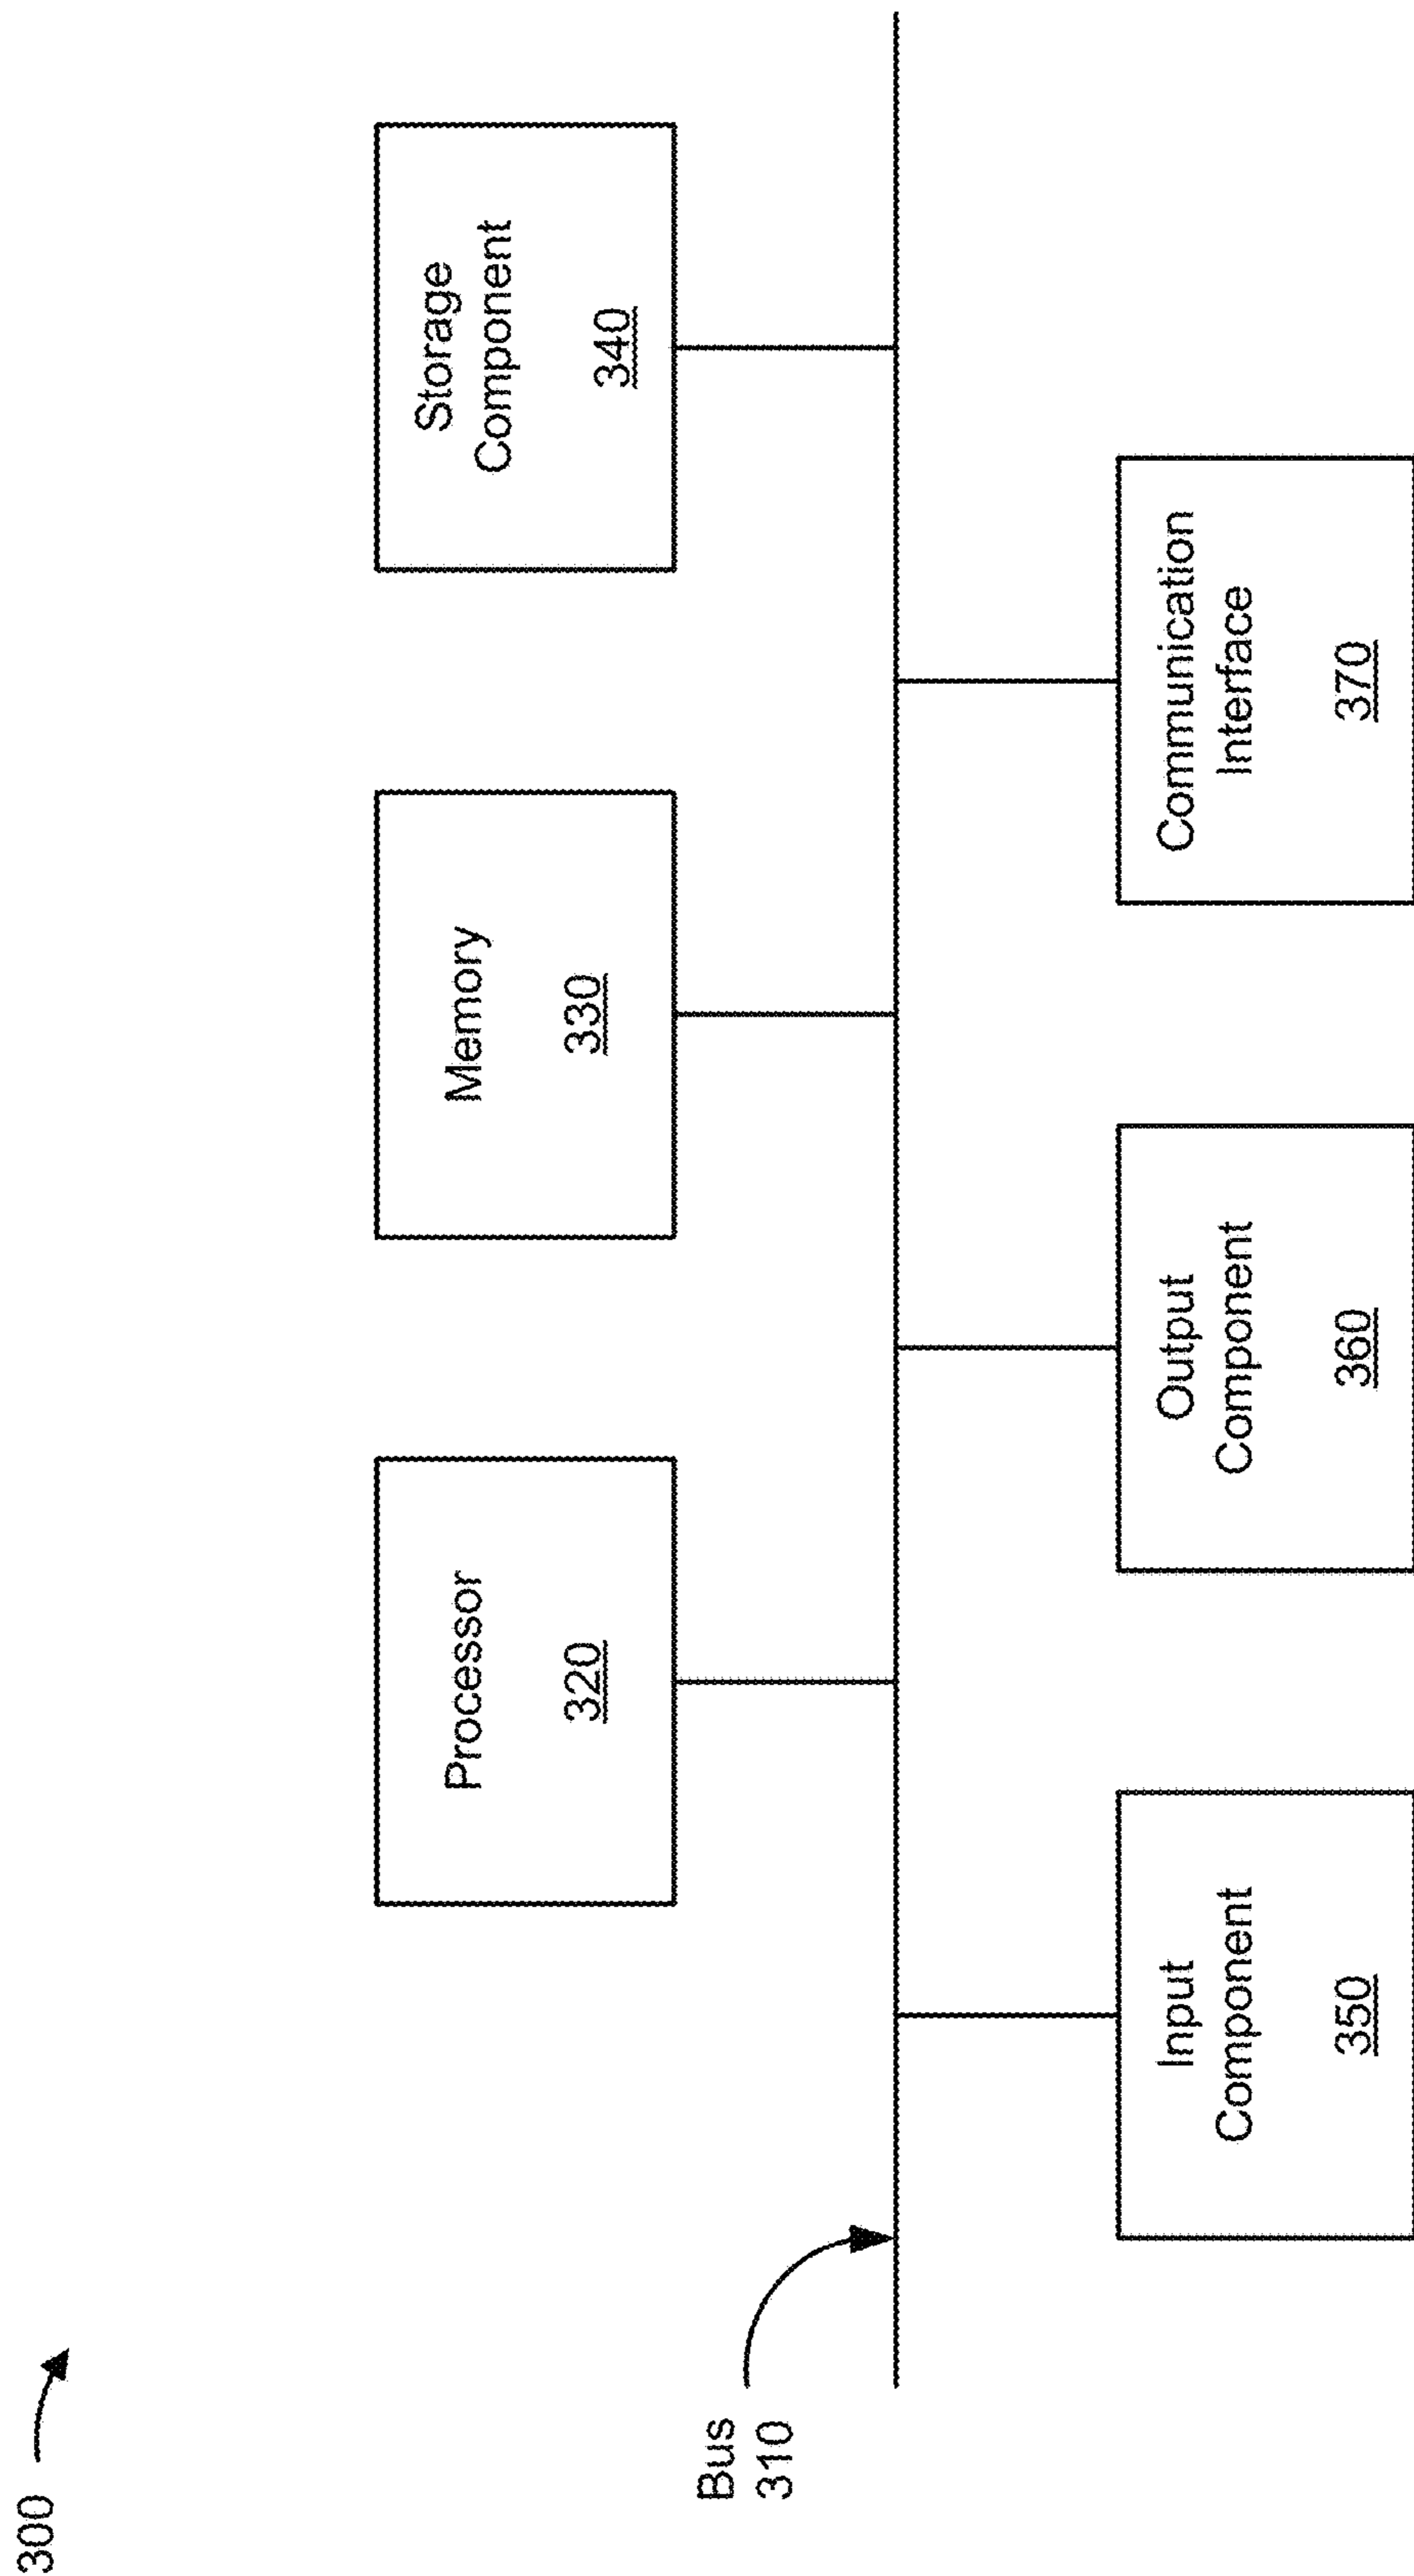 300
Processor
320
Memory
330
Storage
Component
340
Bus
310
Input
Component
350
Output
Component
360
Communication
Interface
370